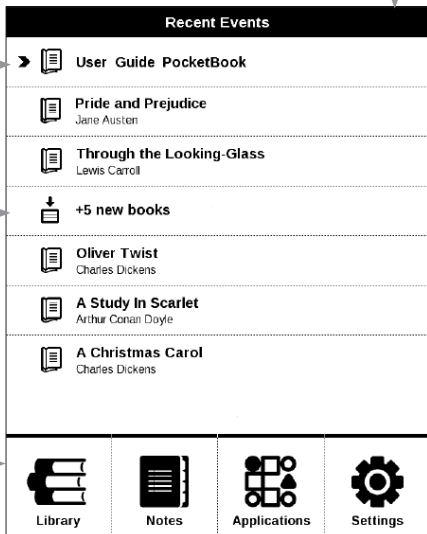 Recent Events
User Guide PocketBook
Pride and Prejudice
Jane Austen
Through the Looking-Glass
Lewis Carroll
+5 new books
Oliver Twist
Charles Dickens
A Study In Scarlet
Arthur Conan Doyle
A Christmas Carol
Charles Dickens
Library Notes Applications Settings